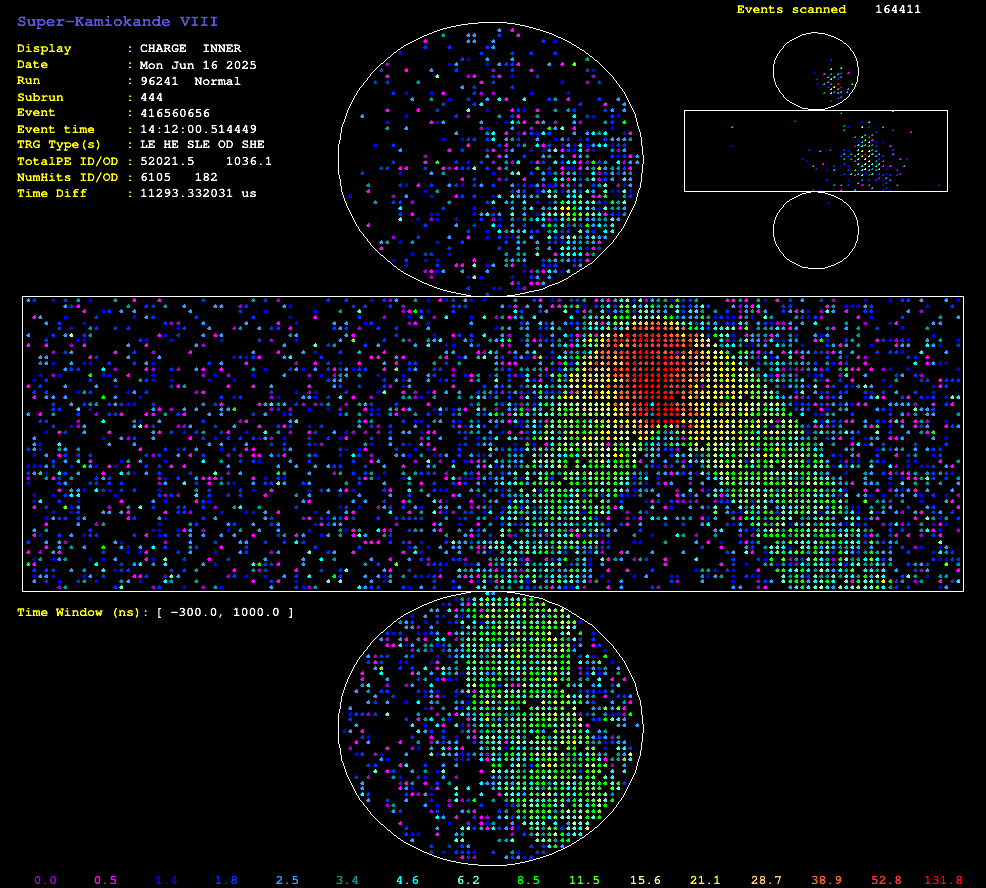 Super-Kamiokande VIII
Events scanned 164411
Display : CHARGE INNER
Date : Mon Jun 16 2025
Run : 96241 Normal
Subrun : 444
Event : 416560656
Event time : 14:12:00.514449
TRG Type(s) : LE HE SLE OD SHE
TotalPE ID/OD : 52021.5 1036.1
NumHits ID/OD : 6105 182
Time Diff : 11293.332031 us
Time Window (ns): [ -300.0, 1000.0 ]
0.0 0.5 1.4 1.8 2.5 3.4 4.6 6.2 8.5 11.5 15.6 21.1 28.7 38.9 52.8 131.8